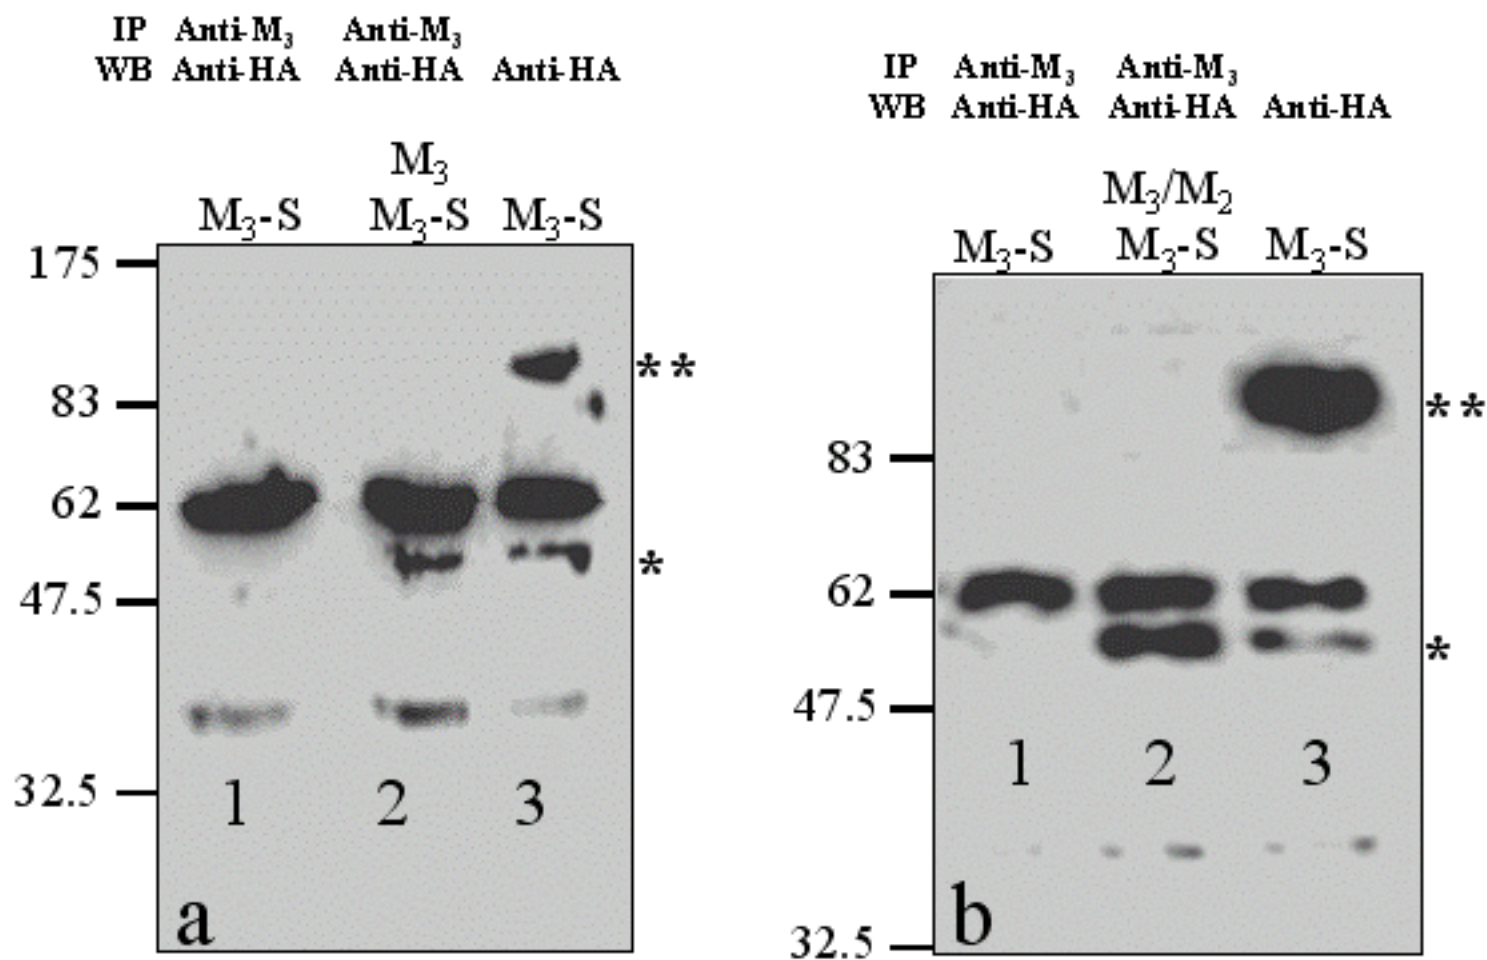 IP Anti-M3 Anti-M3
WB Anti-HA Anti-HA Anti-HA
M3
M3-S M3-S M3-S
175
**
83
62
*
47.5
32.5
1 2 3
a
IP Anti-M3 Anti-M3
WB Anti-HA Anti-HA Anti-HA
M3/M2
M3-S M3-S M3-S
**
83
62
*
47.5
1 2 3
b
32.5